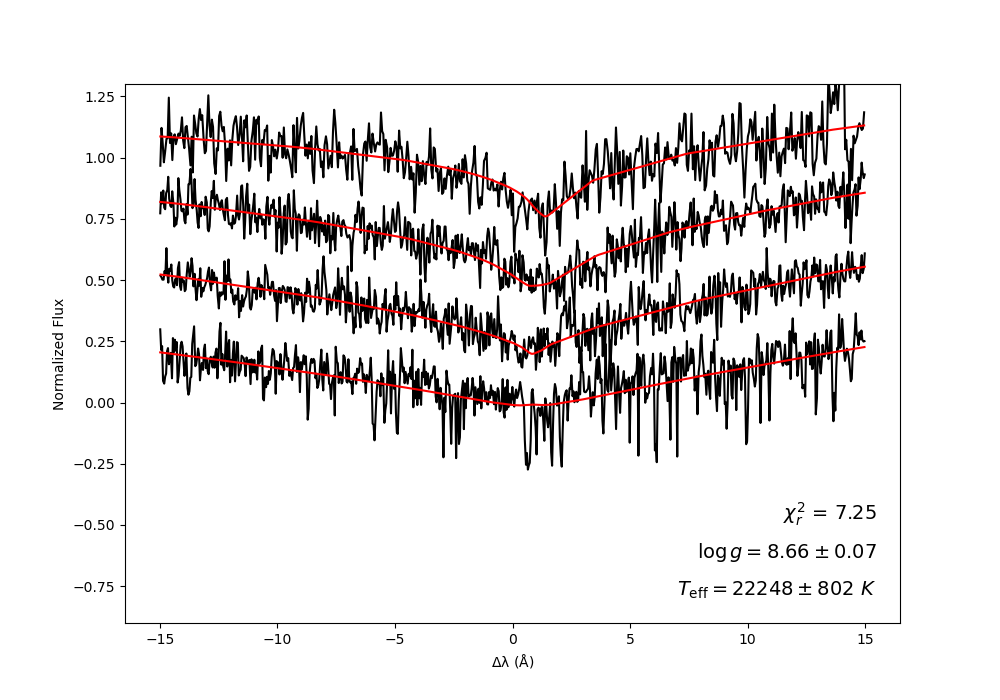 1.25
1.00
0.75
0.50
0.25
0.00
−0.25
−0.50
−0.75
Normalized Flux
χ²ᵣ = 7.25
log g = 8.66 ± 0.07
T_eff = 22248 ± 802 K
−15 −10 −5 0 5 10 15
Δλ (Å)